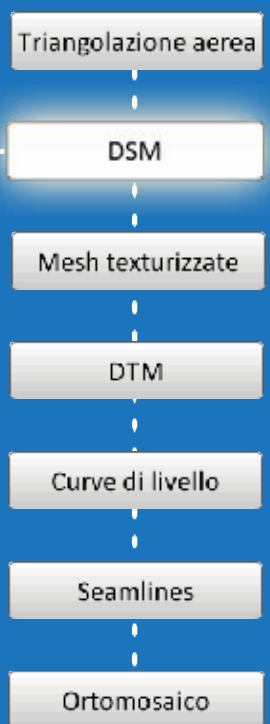 Triangolazione aerea
DSM
Mesh texturizzate
DTM
Curve di livello
Seamlines
Ortomosaico